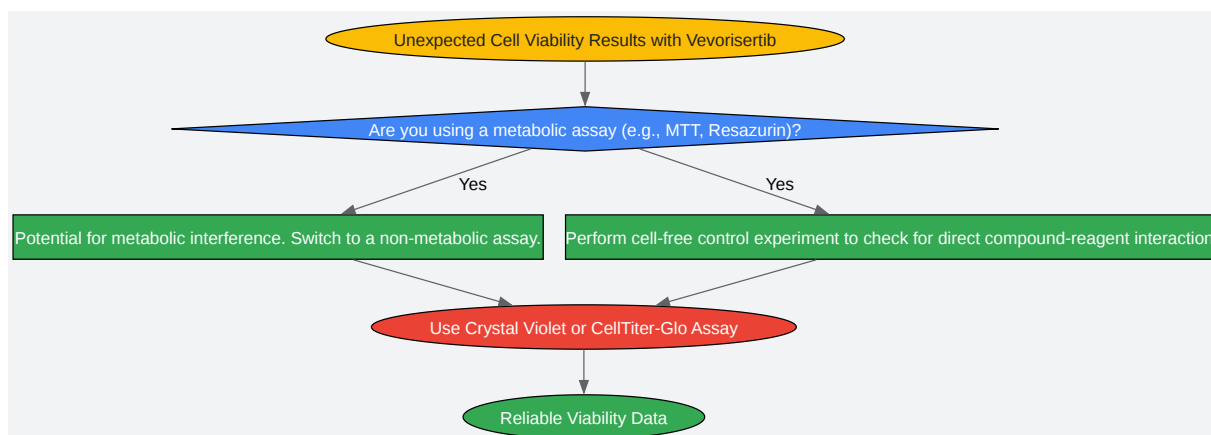 Unexpected Cell Viability Results with Vevorisertib
Are you using a metabolic assay (e.g., MTT, Resazurin)?
Yes
Yes
Potential for metabolic interference. Switch to a non-metabolic assay.
Perform cell-free control experiment to check for direct compound-reagent interaction
Use Crystal Violet or CellTiter-Glo Assay
Reliable Viability Data